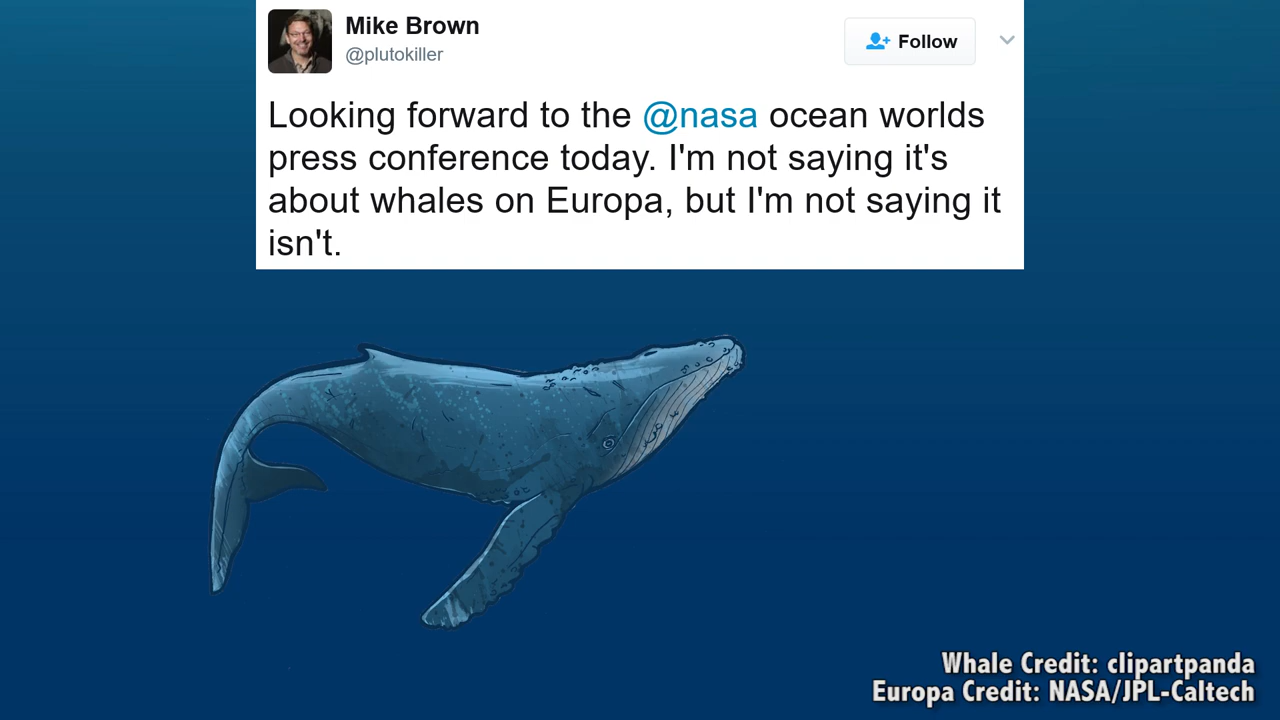 Mike Brown
@plutokiller
Follow
Looking forward to the @nasa ocean worlds
press conference today. I'm not saying it's
about whales on Europa, but I'm not saying it
isn't.
Whale Credit: clipartpanda
Europa Credit: NASA/JPL-Caltech